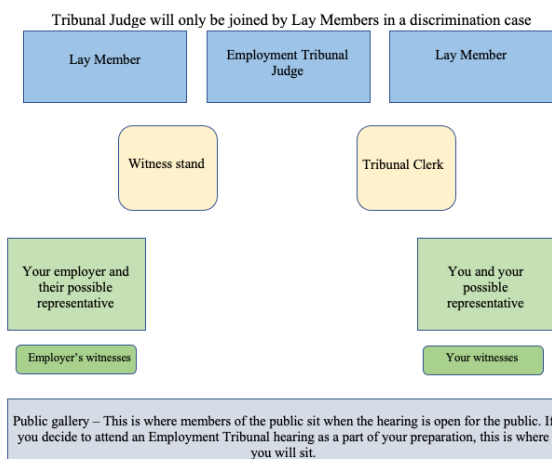 Tribunal Judge will only be joined by Lay Members in a discrimination case
Lay Member
Employment Tribunal
Judge
Lay Member
Witness stand
Tribunal Clerk
Your employer and
their possible
representative
You and your
possible
representative
Employer's witnesses
Your witnesses
Public gallery – This is where members of the public sit when the hearing is open for the public. If
you decide to attend an Employment Tribunal hearing as a part of your preparation, this is where
you will sit.